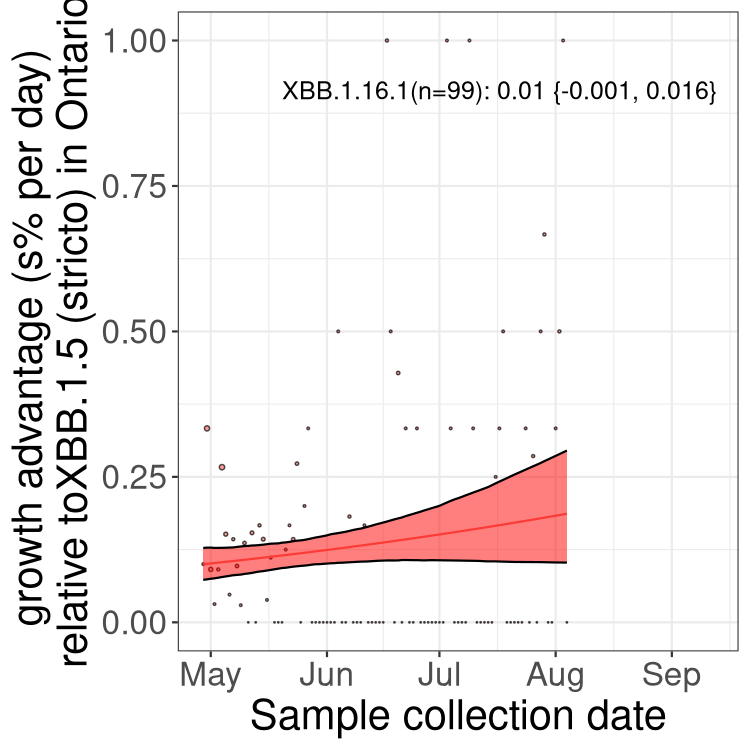 growth advantage (s% per day)
relative toXBB.1.5 (stricto) in Ontario
1.00
0.75
0.50
0.25
0.00
XBB.1.16.1(n=99): 0.01 {-0.001, 0.016}
May Jun Jul Aug Sep
Sample collection date